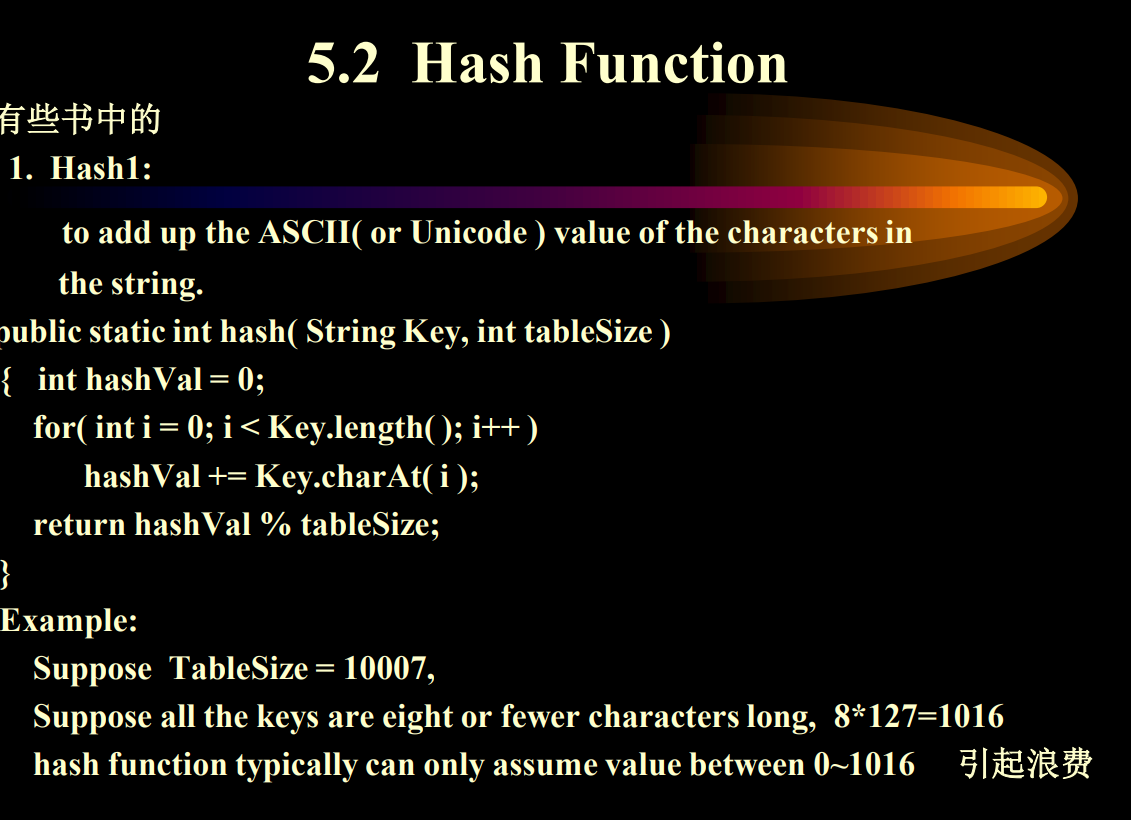 5.2 Hash Function
有些书中的
1. Hash1:
to add up the ASCII( or Unicode ) value of the characters in
the string.
public static int hash( String Key, int tableSize )
{ int hashVal = 0;
for( int i = 0; i < Key.length( ); i++ )
hashVal += Key.charAt( i );
return hashVal % tableSize;
}
Example:
Suppose TableSize = 10007,
Suppose all the keys are eight or fewer characters long, 8*127=1016
hash function typically can only assume value between 0~1016 引起浪费